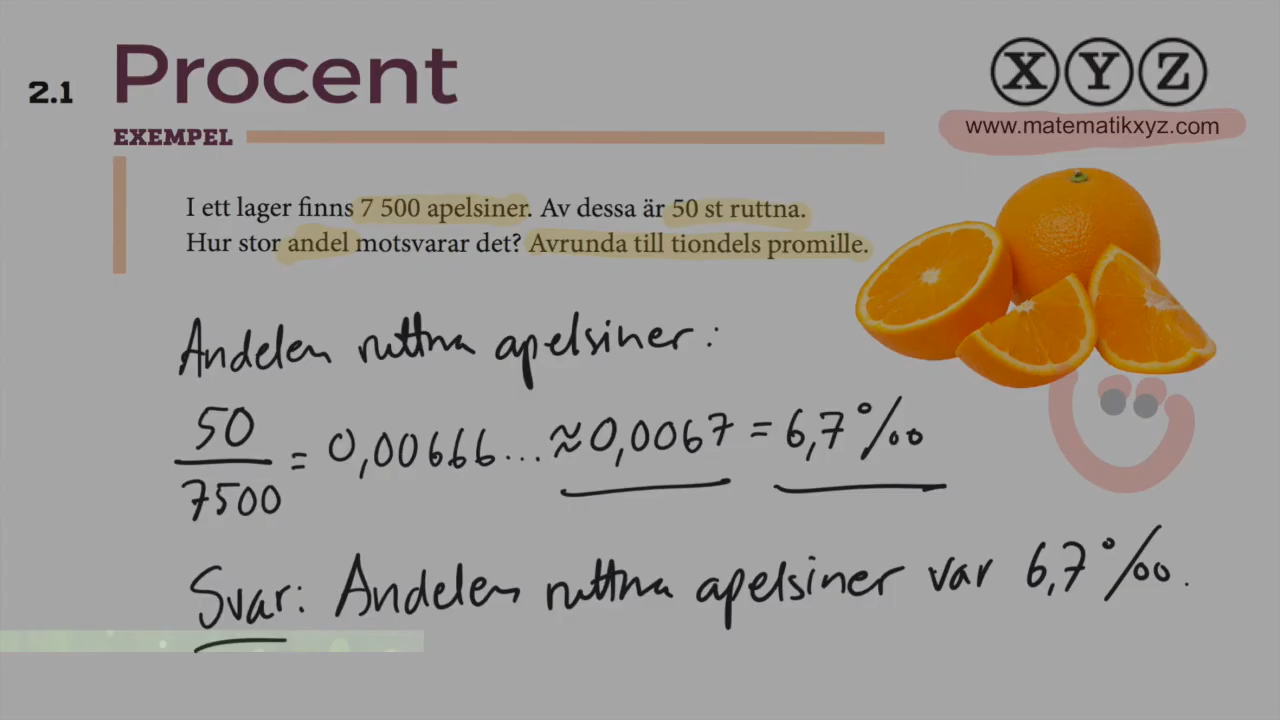 2.1 Procent
XYZ
www.matematikxyz.com
EXEMPEL
I ett lager finns 7 500 apelsiner. Av dessa är 50 st ruttna.
Hur stor andel motsvarar det? Avrunda till tiondels promille.
Andelen ruttna apelsiner:
50/7500 = 0,00666... ≈ 0,0067 = 6,7 ‰
Svar: Andelen ruttna apelsiner var 6,7 ‰.